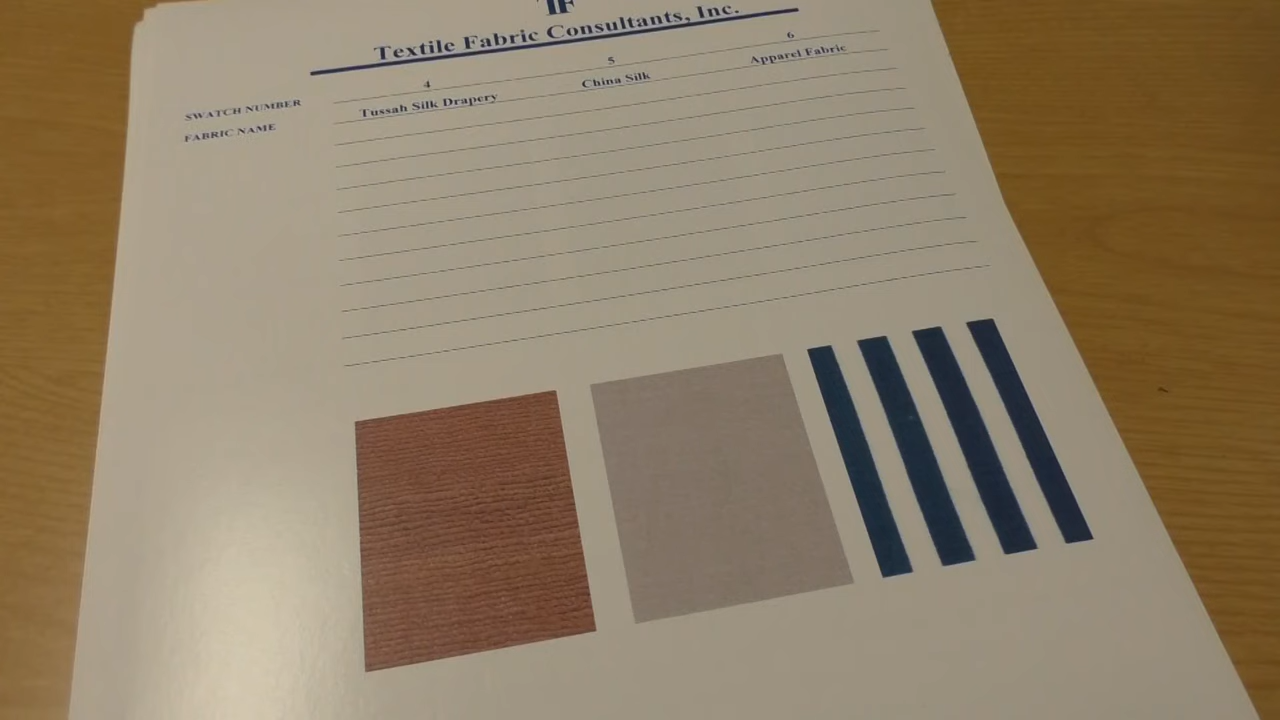 TF
Textile Fabric Consultants, Inc.
SWATCH NUMBER 4 5 6
FABRIC NAME Tussah Silk Drapery China Silk Apparel Fabric